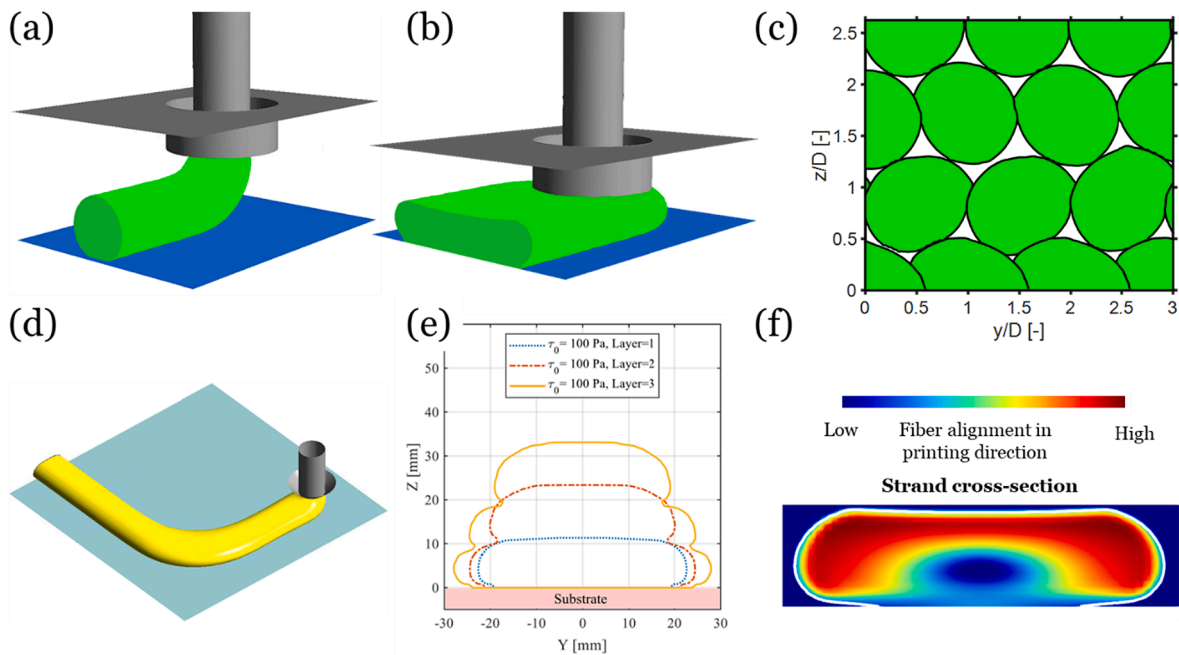 (a)
(b)
(c)
2.5
2
1.5
1
0.5
0
z/D [-]
0
0.5
1
1.5
2
2.5
3
y/D [-]
(d)
(e)
τ₀= 100 Pa, Layer=1
τ₀= 100 Pa, Layer=2
τ₀= 100 Pa, Layer=3
50
40
30
20
10
0
Z [mm]
Substrate
-30
-20
-10
0
10
20
30
Y [mm]
(f)
Low
Fiber alignment in
printing direction
High
Strand cross-section